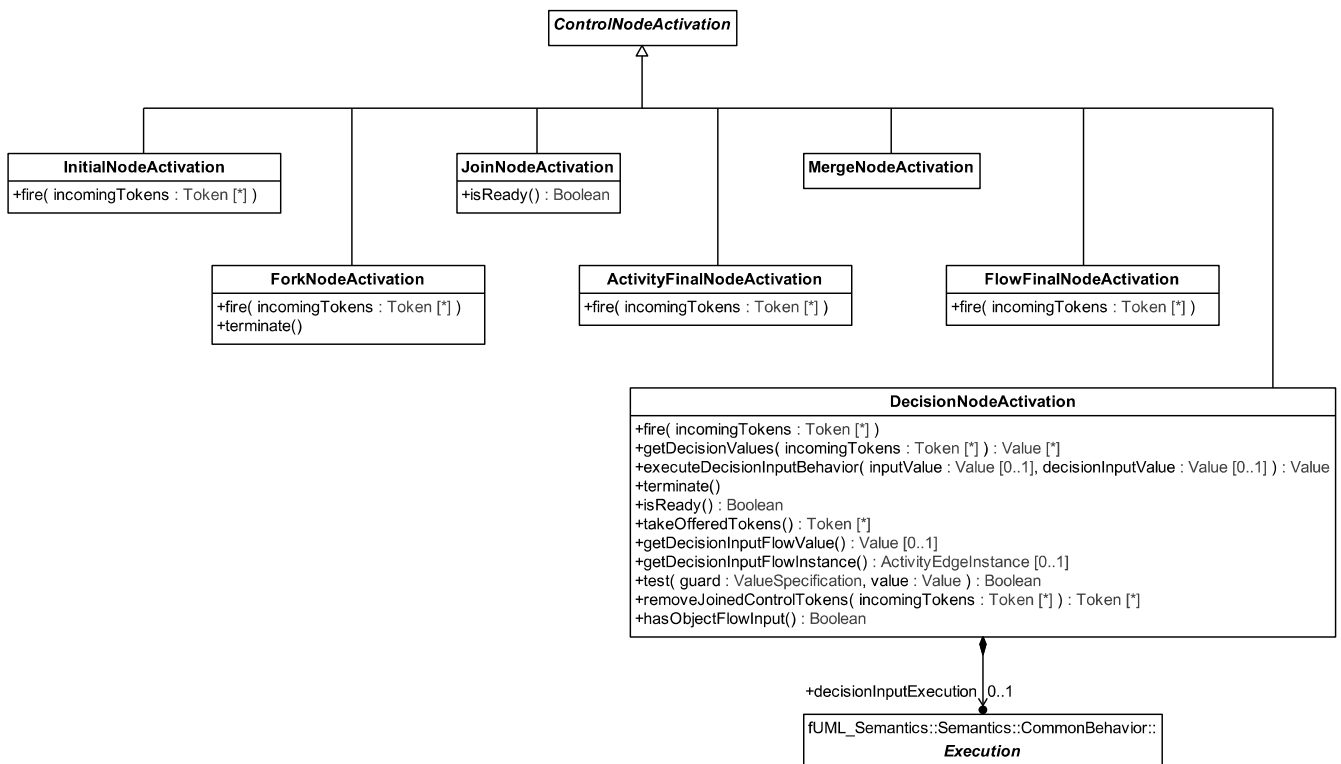 ControlNodeActivation
InitialNodeActivation
+fire( incomingTokens : Token [*] )
JoinNodeActivation
+isReady() : Boolean
MergeNodeActivation
ForkNodeActivation
+fire( incomingTokens : Token [*] )
+terminate()
ActivityFinalNodeActivation
+fire( incomingTokens : Token [*] )
FlowFinalNodeActivation
+fire( incomingTokens : Token [*] )
DecisionNodeActivation
+fire( incomingTokens : Token [*] )
+getDecisionValues( incomingTokens : Token [*] ) : Value [*]
+executeDecisionInputBehavior( inputValue : Value [0..1], decisionInputValue : Value [0..1] ) : Value
+terminate()
+isReady() : Boolean
+takeOfferedTokens() : Token [*]
+getDecisionInputFlowValue() : Value [0..1]
+getDecisionInputFlowInstance() : ActivityEdgeInstance [0..1]
+test( guard : ValueSpecification, value : Value ) : Boolean
+removeJoinedControlTokens( incomingTokens : Token [*] ) : Token [*]
+hasObjectFlowInput() : Boolean
+decisionInputExecution 0..1
fUML_Semantics::Semantics::CommonBehavior::
Execution